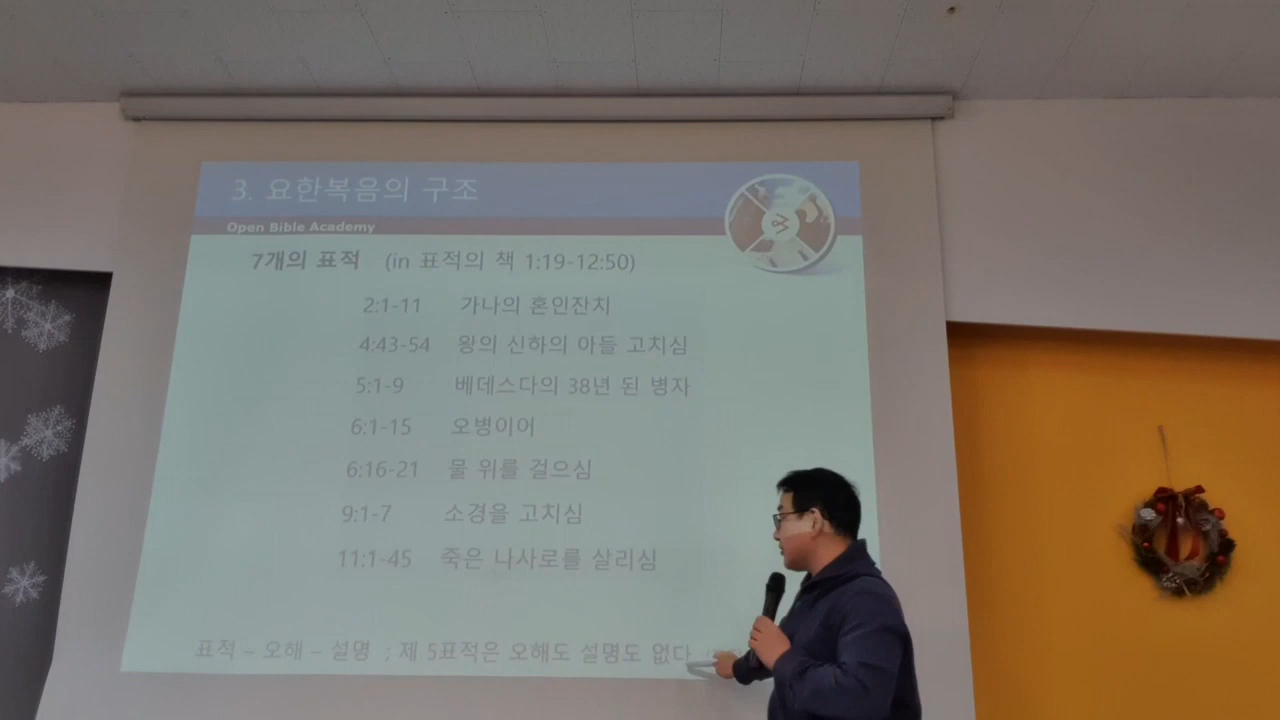 3. 요한복음의 구조
Open Bible Academy
7개의 표적 (in 표적의 책 1:19-12:50)
2:1-11 가나의 혼인잔치
4:43-54 왕의 신하의 아들 고치심
5:1-9 베데스다의 38년 된 병자
6:1-15 오병이어
6:16-21 물 위를 걸으심
9:1-7 소경을 고치심
11:1-45 죽은 나사로를 살리심
표적 – 오해 – 설명 ; 제 5표적은 오해도 설명도 없다